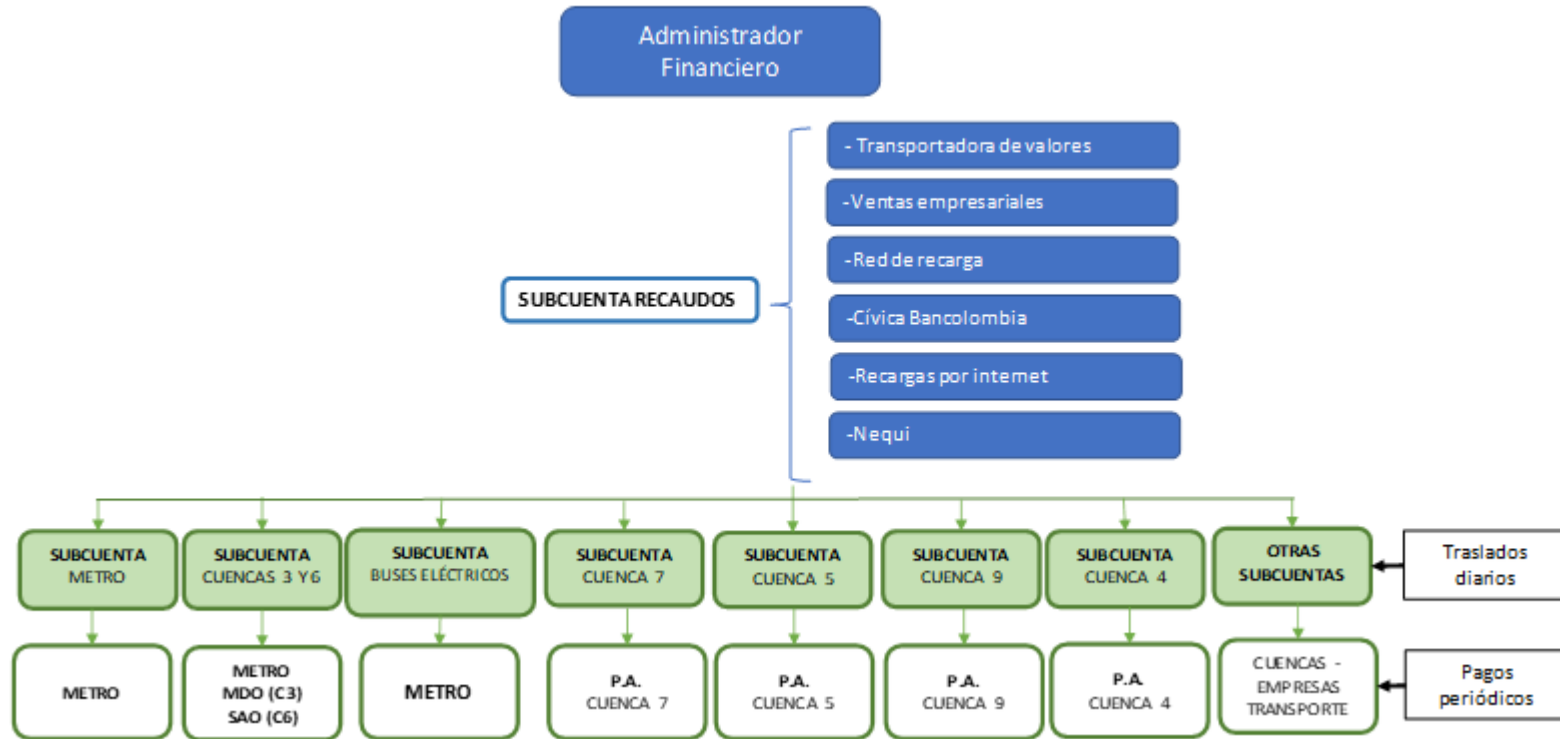 Administrador
Financiero
- Transportadora de valores
-Ventas empresariales
-Red de recarga
SUBCUENTA RECAUDOS
-Cívica Bancolombia
-Recargas por internet
-Nequi
SUBCUENTA
METRO
SUBCUENTA
CUENCAS 3 Y6
SUBCUENTA
BUSES ELÉCTRICOS
SUBCUENTA
CUENCA 7
SUBCUENTA
CUENCA 5
SUBCUENTA
CUENCA 9
SUBCUENTA
CUENCA 4
OTRAS
SUBCUENTAS
Traslados
diarios
METRO
METRO
MDO (C3)
SAO (C6)
METRO
P.A.
CUENCA 7
P.A.
CUENCA 5
P.A.
CUENCA 9
P.A.
CUENCA 4
CUENCAS -
EMPRESAS
TRANSPORTE
Pagos
periódicos